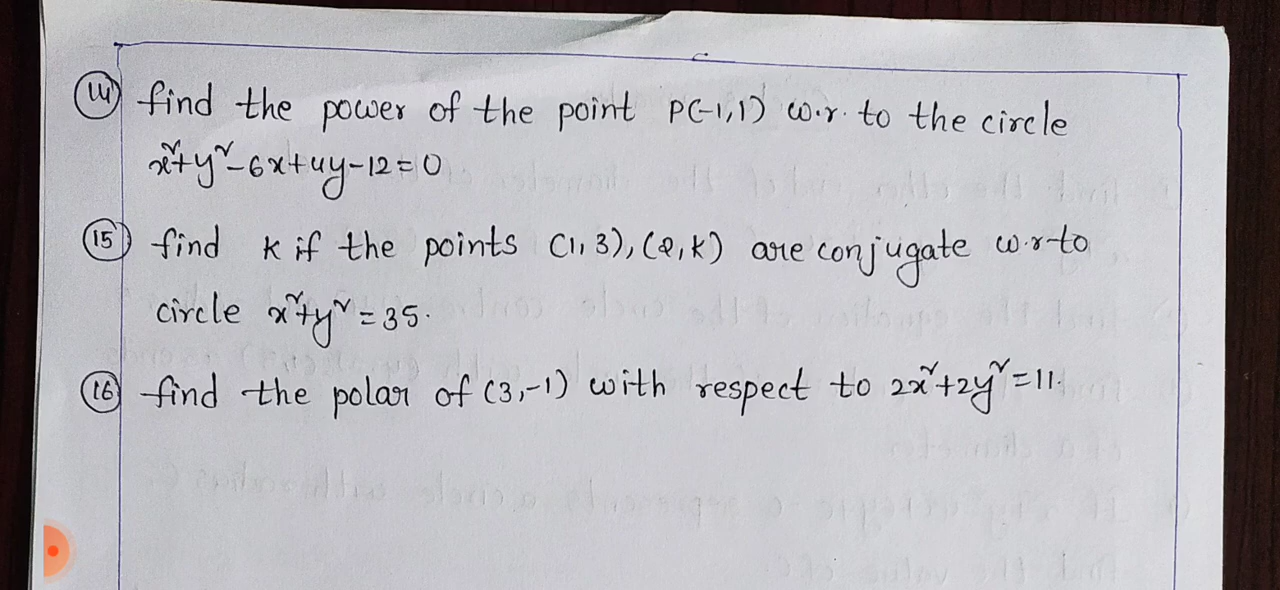 14 find the power of the point P(-1,1) w.r. to the circle
x²+y²-6x+4y-12=0
15 find k if the points (1,3), (2,k) are conjugate w.r to
circle x²+y²=35.
16 find the polar of (3,-1) with respect to 2x²+2y²=11.